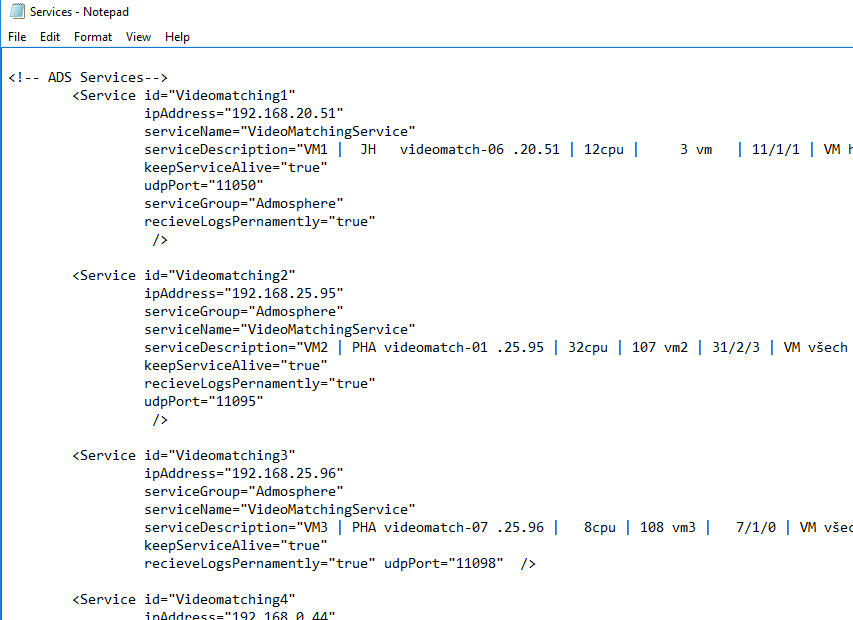 Services - Notepad
File Edit Format View Help
<!-- ADS Services-->
<Service id="Videomatching1"
ipAddress="192.168.20.51"
serviceName="VideoMatchingService"
serviceDescription="VM1 |  JH   videomatch-06 .20.51 | 12cpu |     3 vm   | 11/1/1 | VM
keepServiceAlive="true"
udpPort="11050"
serviceGroup="Admosphere"
recieveLogsPernamently="true"
/>
<Service id="Videomatching2"
ipAddress="192.168.25.95"
serviceGroup="Admosphere"
serviceName="VideoMatchingService"
serviceDescription="VM2 | PHA videomatch-01 .25.95 | 32cpu | 107 vm2 | 31/2/3 | VM všech
keepServiceAlive="true"
recieveLogsPernamently="true"
udpPort="11095"
/>
<Service id="Videomatching3"
ipAddress="192.168.25.96"
serviceGroup="Admosphere"
serviceName="VideoMatchingService"
serviceDescription="VM3 | PHA videomatch-07 .25.96 |   8cpu | 108 vm3 |   7/1/0 | VM
keepServiceAlive="true"
recieveLogsPernamently="true" udpPort="11098"  />
<Service id="Videomatching4"
ipAddress="192.168.0.44"